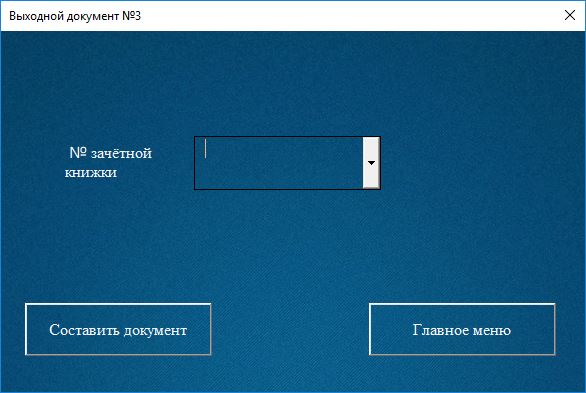 Выходной документ №3
№ зачётной
книжки
Составить документ
Главное меню